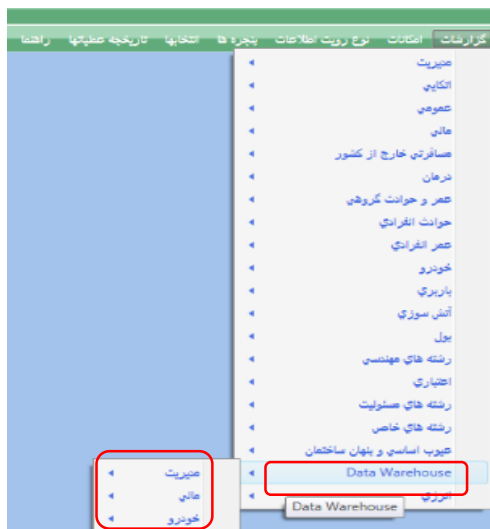 گزارشات امکانات نوع رویت اطلاعات پنجره ها انتخابها تاریخچه عملیاتها راهنما
مدیریت
اتکایی
عمومی
مالی
مسافرتی خارج از کشور
درمان
عمر و حوادث گروهی
حوادث انفرادی
عمر انفرادی
خودرو
باربری
آتش سوزی
پول
رشته های مهندسی
اعتباری
رشته های مسئولیت
رشته های خاص
عیوب اساسی و پنهان ساختمان
Data Warehouse
انرژی
Data Warehouse
مدیریت
مالی
خودرو